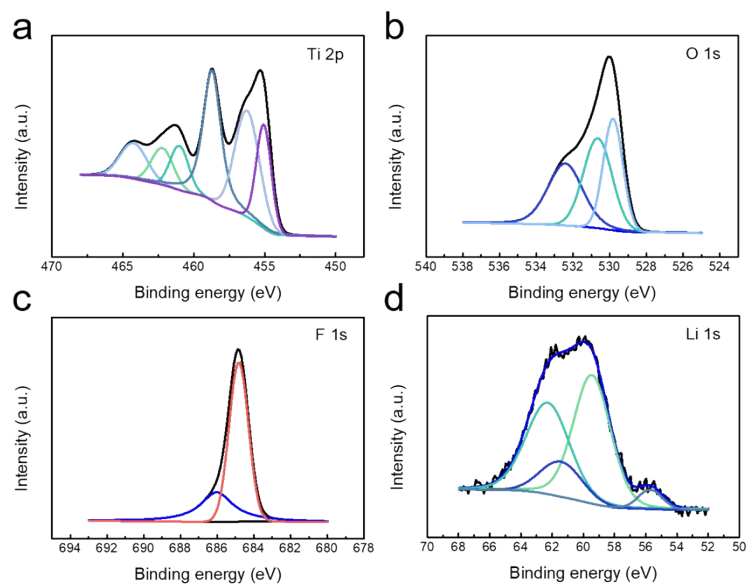 a
Ti 2p
Intensity (a.u.)
470 465 460 455 450
Binding energy (eV)
b
O 1s
Intensity (a.u.)
540 538 536 534 532 530 528 526 524
Binding energy (eV)
c
F 1s
Intensity (a.u.)
694 692 690 688 686 684 682 680 678
Binding energy (eV)
d
Li 1s
Intensity (a.u.)
70 68 66 64 62 60 58 56 54 52 50
Binding energy (eV)